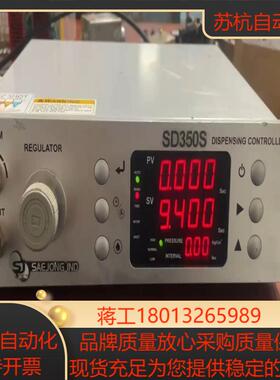 苏杭自动
SD350S DISPENSING CONTROLLE
REGULATOR
PV
0.000
Sec
SV
9.400
Sec
PRESSURE
INTERVAL
0.00
SAEJONG IND
蒋工18013265989
自动化 品牌质量放心采购质量
开票 现货充足为您提供稳定